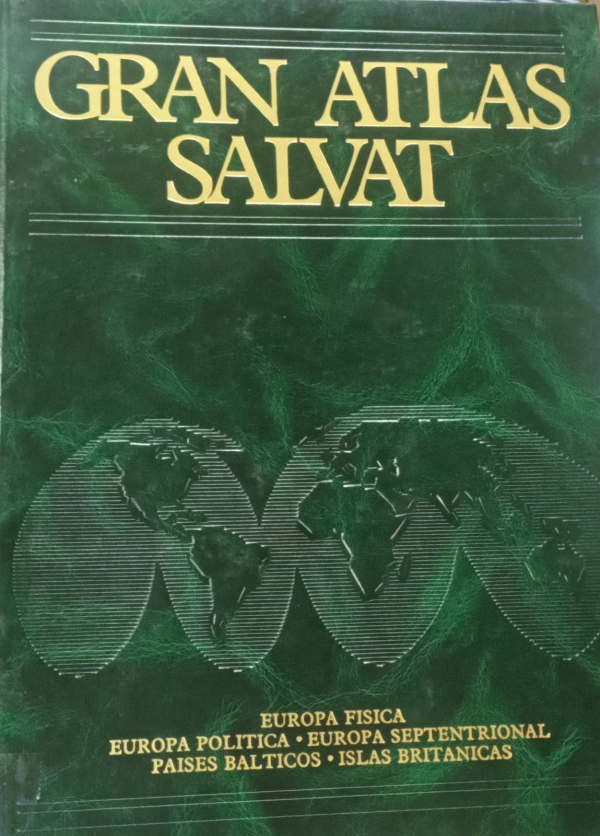 GRAN ATLAS
SALVAT
EUROPA FISICA
EUROPA POLITICA • EUROPA SEPTENTRIONAL
PAISES BALTICOS • ISLAS BRITANICAS